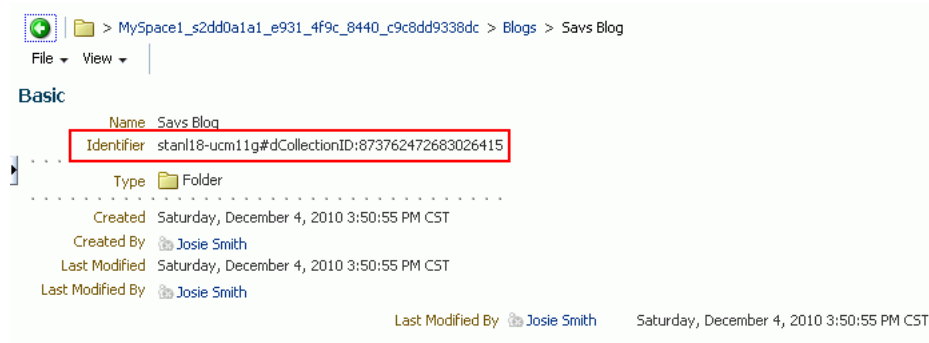 > MySpace1_s2dd0a1a1_e931_4f9c_8440_c9c8dd9338dc > Blogs > Savs Blog
File View
Basic
Name Savs Blog
Identifier stanl18-ucm11g#dCollectionID:873762472683026415
Type Folder
Created Saturday, December 4, 2010 3:50:55 PM CST
Created By Josie Smith
Last Modified Saturday, December 4, 2010 3:50:55 PM CST
Last Modified By Josie Smith
Last Modified By Josie Smith Saturday, December 4, 2010 3:50:55 PM CST